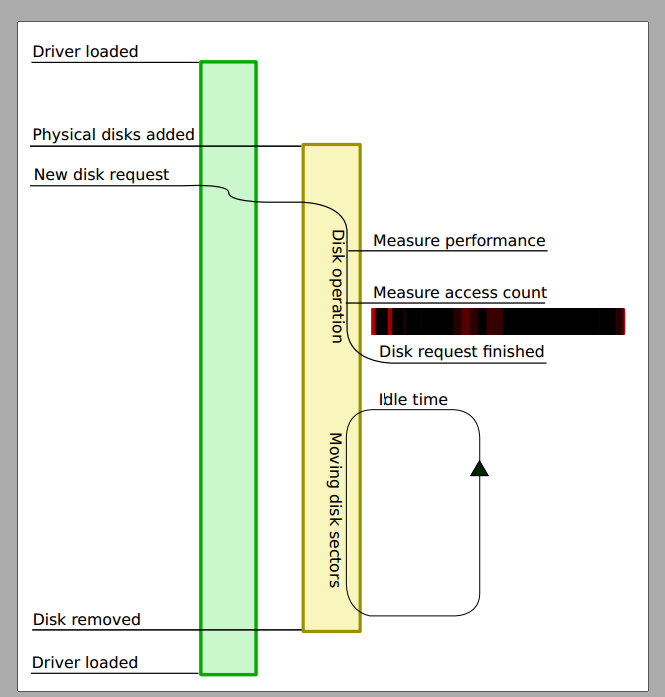 Driver loaded
Physical disks added
New disk request
Disk operation
Measure performance
Measure access count
Disk request finished
Idle time
Moving disk sectors
Disk removed
Driver loaded